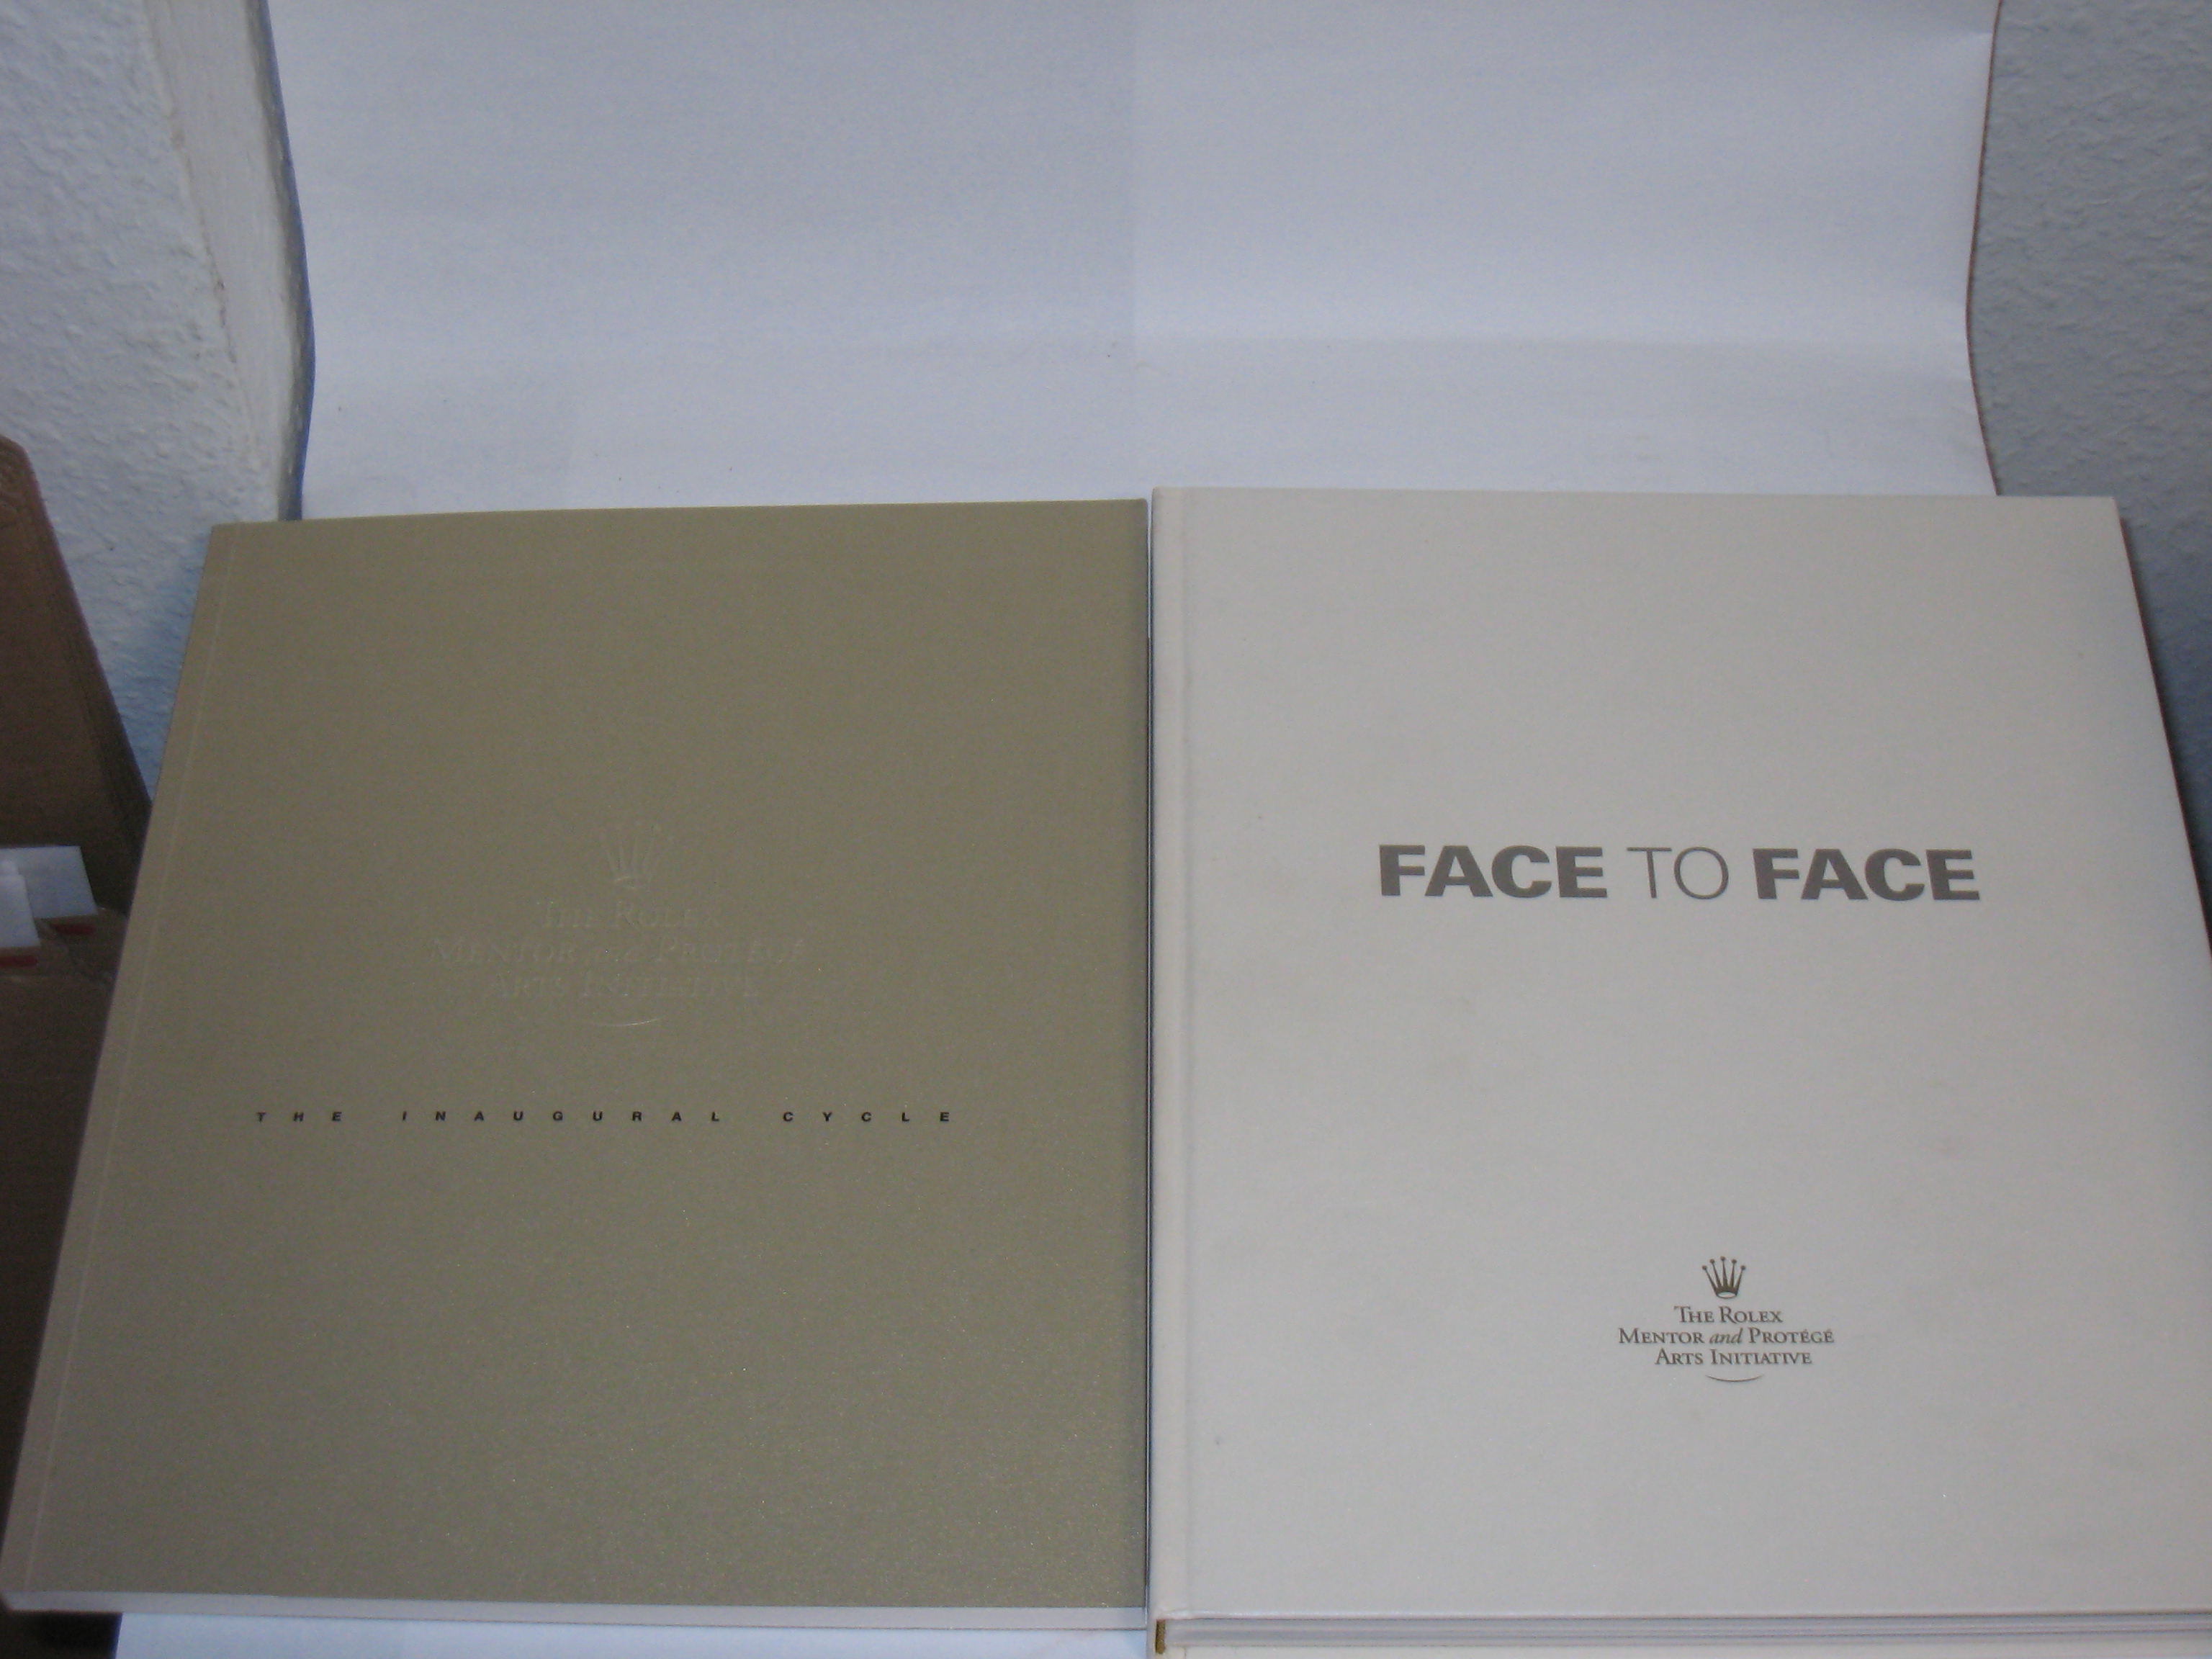 The Rolex
Mentor and Protégé
Arts Initiative
THE INAUGURAL CYCLE
FACE TO FACE
The Rolex
Mentor and Protégé
Arts Initiative